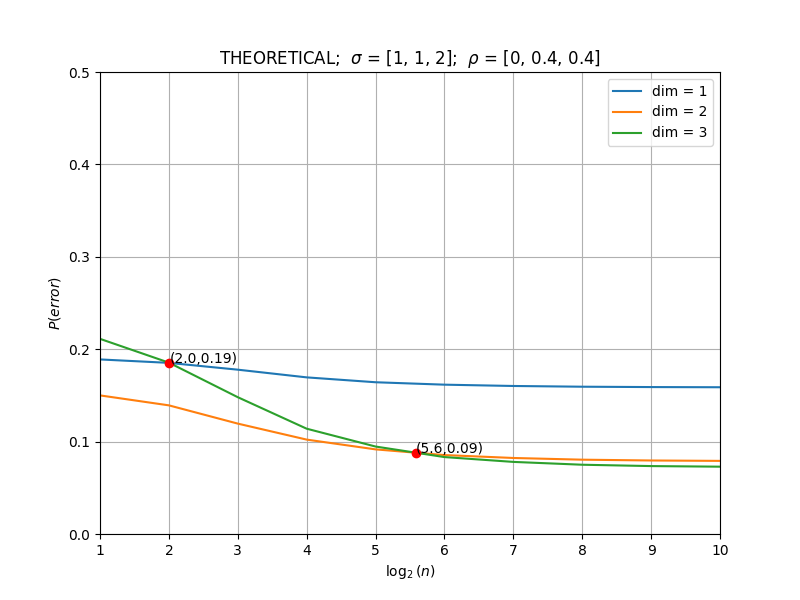 THEORETICAL;  σ = [1, 1, 2];  ρ = [0, 0.4, 0.4]
0.5
0.4
0.3
0.2
0.1
0.0
P(error)
dim = 1
dim = 2
dim = 3
(2.0,0.19)
(5.6,0.09)
1 2 3 4 5 6 7 8 9 10
log₂(n)